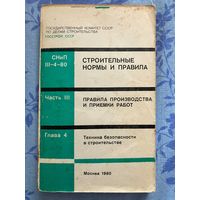 ГОСУДАРСТВЕННЫЙ КОМИТЕТ СССР
ПО ДЕЛАМ СТРОИТЕЛЬСТВА
ГОССТРОЙ СССР
СНиП
III-4-80
СТРОИТЕЛЬНЫЕ
НОРМЫ И ПРАВИЛА
Часть III
ПРАВИЛА ПРОИЗВОДСТВА
И ПРИЕМКИ РАБОТ
Глава 4
Техника безопасности
в строительстве
Москва 1980